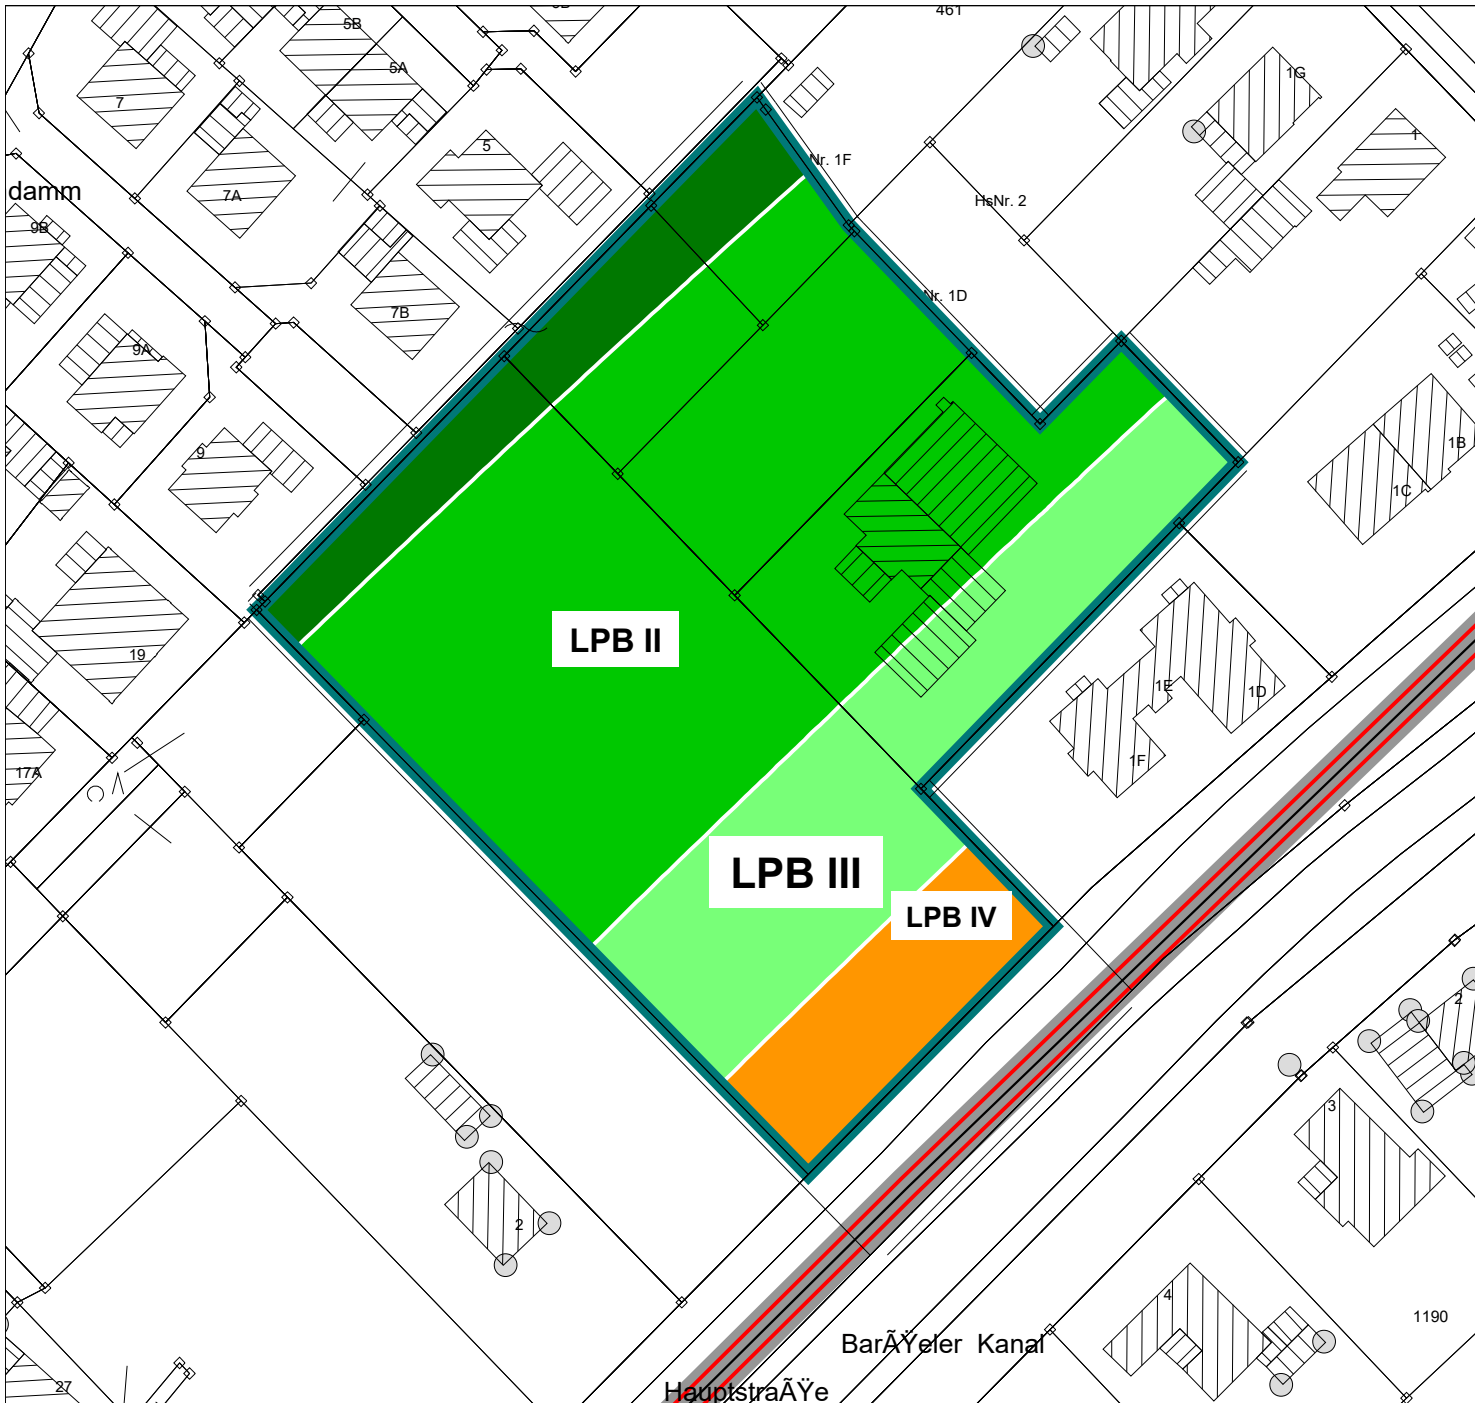 461
5B
5A
1G
7
1
5
Nr. 1F
damm
7A
HsNr. 2
9B
Nr. 1D
7B
9A
1B
9
1C
LPB II
19
1E
1D
1F
17A
LPB III
LPB IV
2
3
2
4
1190
BarÃŸeler Kanal
27
HauptstraÃŸe